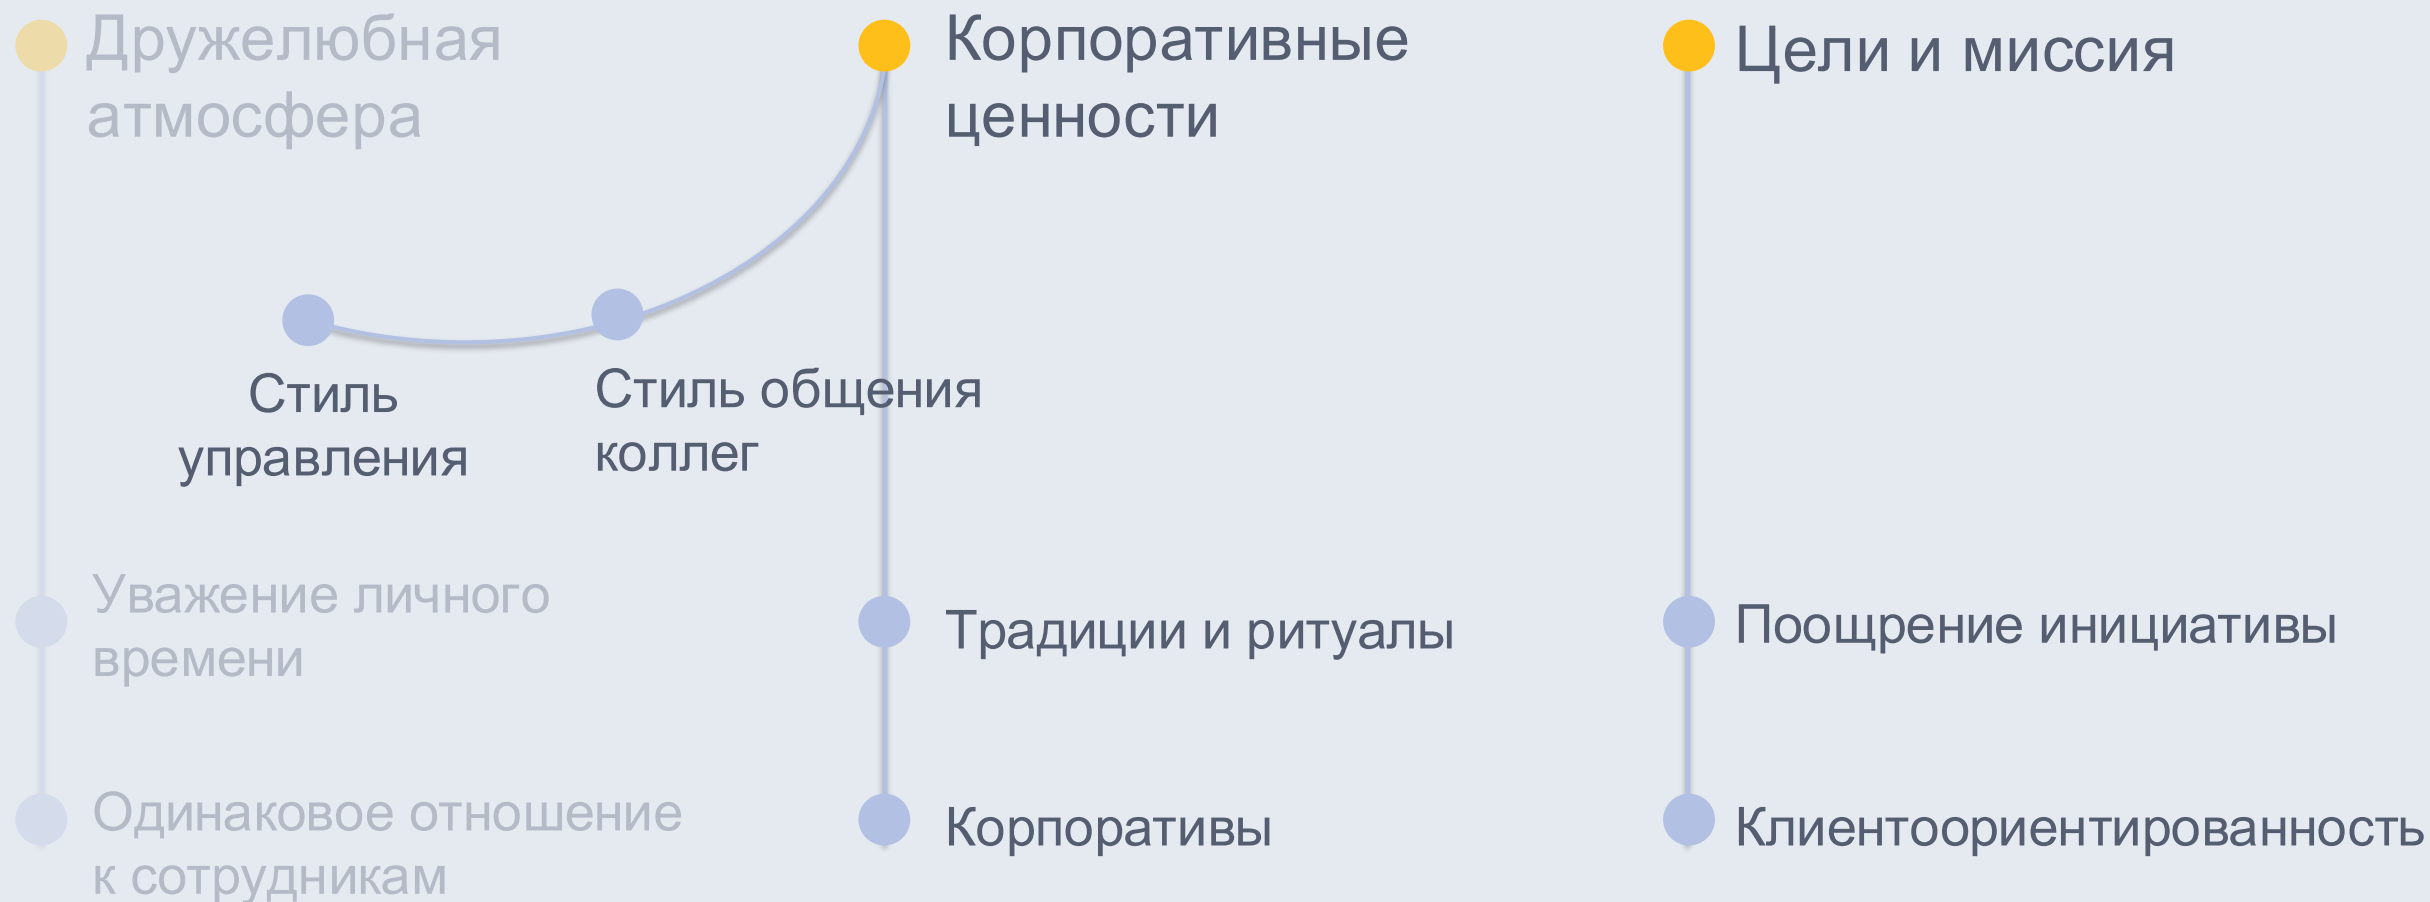 Дружелюбная
атмосфера
Корпоративные
ценности
Цели и миссия
Стиль
управления
Стиль общения
коллег
Уважение личного
времени
Традиции и ритуалы
Поощрение инициативы
Одинаковое отношение
к сотрудникам
Корпоративы
Клиентоориентированность